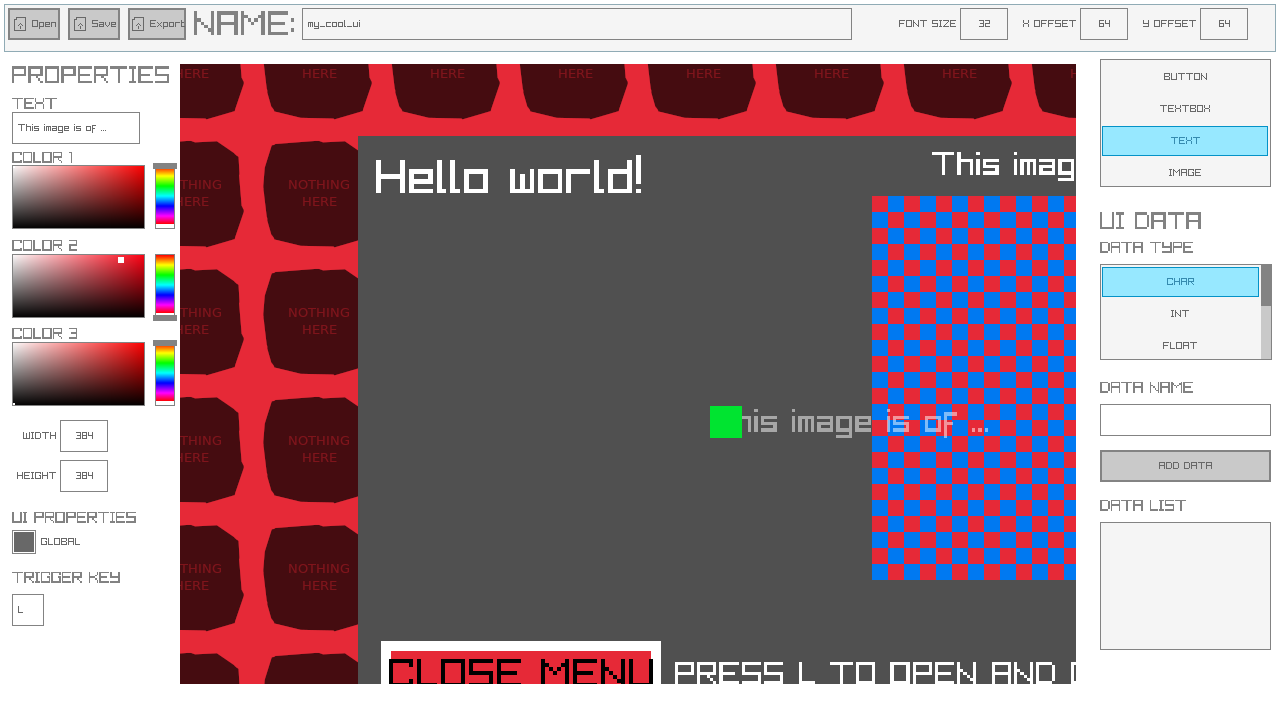 Open Save Export NAME: my_cool_ui FONT SIZE 32 X OFFSET 64 Y OFFSET 64
PROPERTIES
TEXT
This image is of ...
COLOR 1
COLOR 2
COLOR 3
WIDTH 384
HEIGHT 384
UI PROPERTIES
GLOBAL
TRIGGER KEY
L
HERE HERE HERE HERE HERE HERE HERE
Hello world!
This imag
NOTHING NOTHING
HERE HERE
NOTHING NOTHING
HERE HERE
his image is of ...
NOTHING NOTHING
HERE HERE
NOTHING NOTHING
HERE HERE
CLOSE MENU PRESS L TO OPEN AND
BUTTON
TEXTBOX
TEXT
IMAGE
UI DATA
DATA TYPE
CHAR
INT
FLOAT
DATA NAME
ADD DATA
DATA LIST